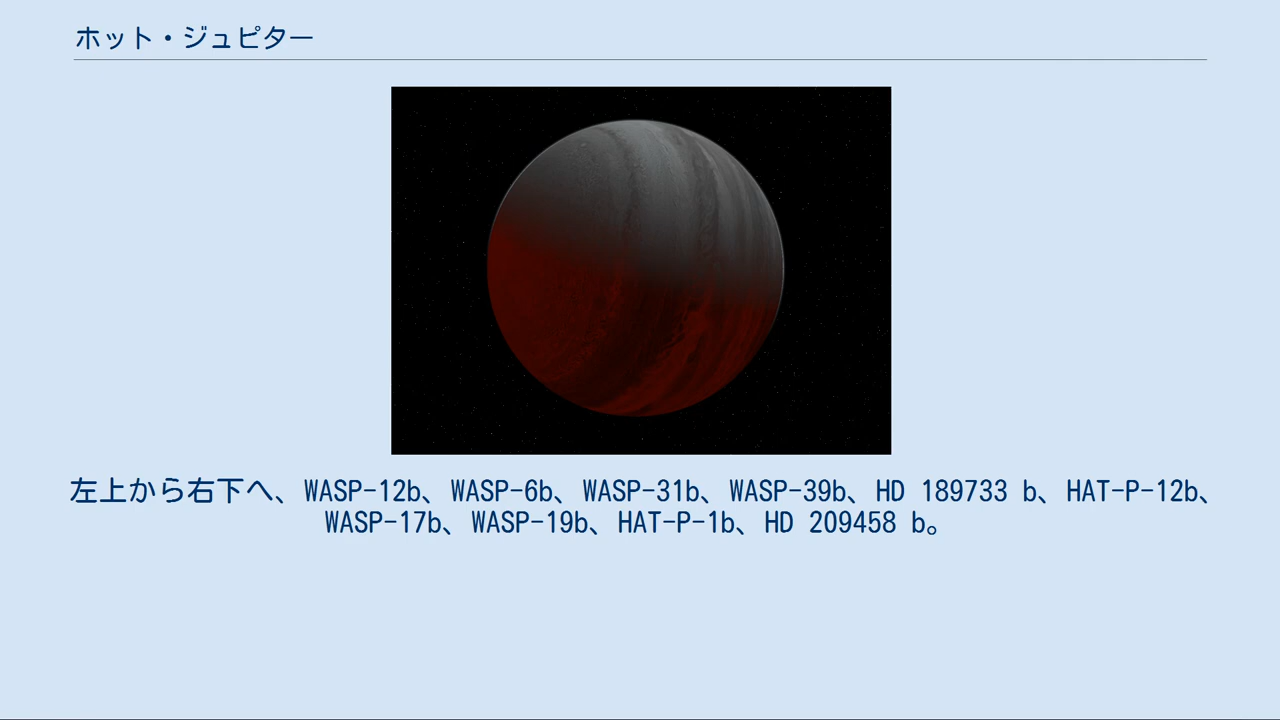 ホット・ジュピター
左上から右下へ、WASP-12b、WASP-6b、WASP-31b、WASP-39b、HD 189733 b、HAT-P-12b、
WASP-17b、WASP-19b、HAT-P-1b、HD 209458 b。